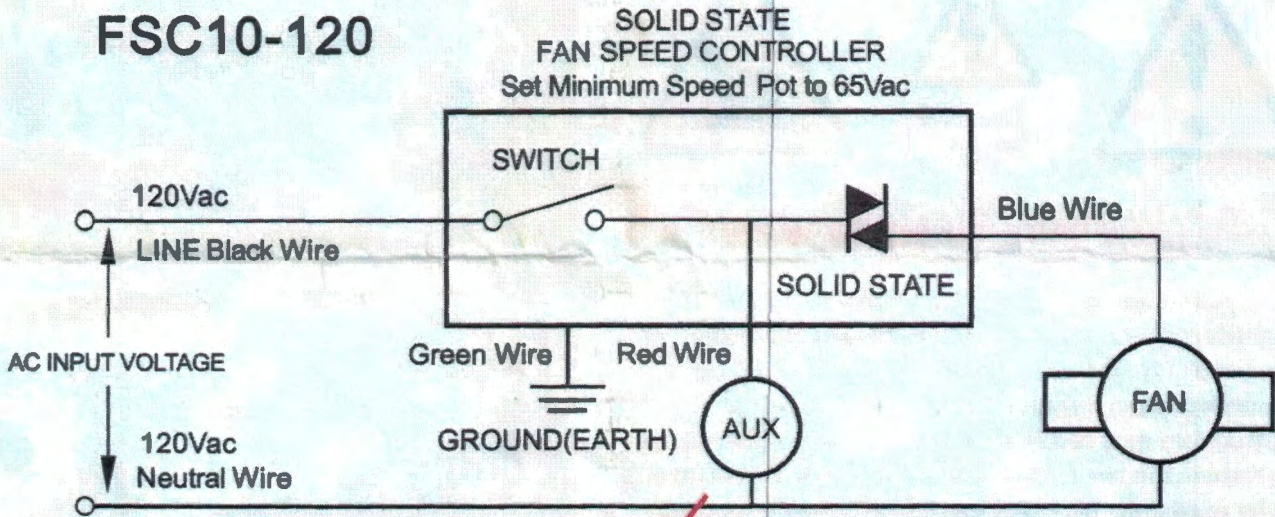 FSC10-120
SOLID STATE
FAN SPEED CONTROLLER
Set Minimum Speed Pot to 65Vac
SWITCH
120Vac
LINE Black Wire
Blue Wire
SOLID STATE
AC INPUT VOLTAGE
Green Wire
Red Wire
GROUND(EARTH)
AUX
FAN
120Vac
Neutral Wire